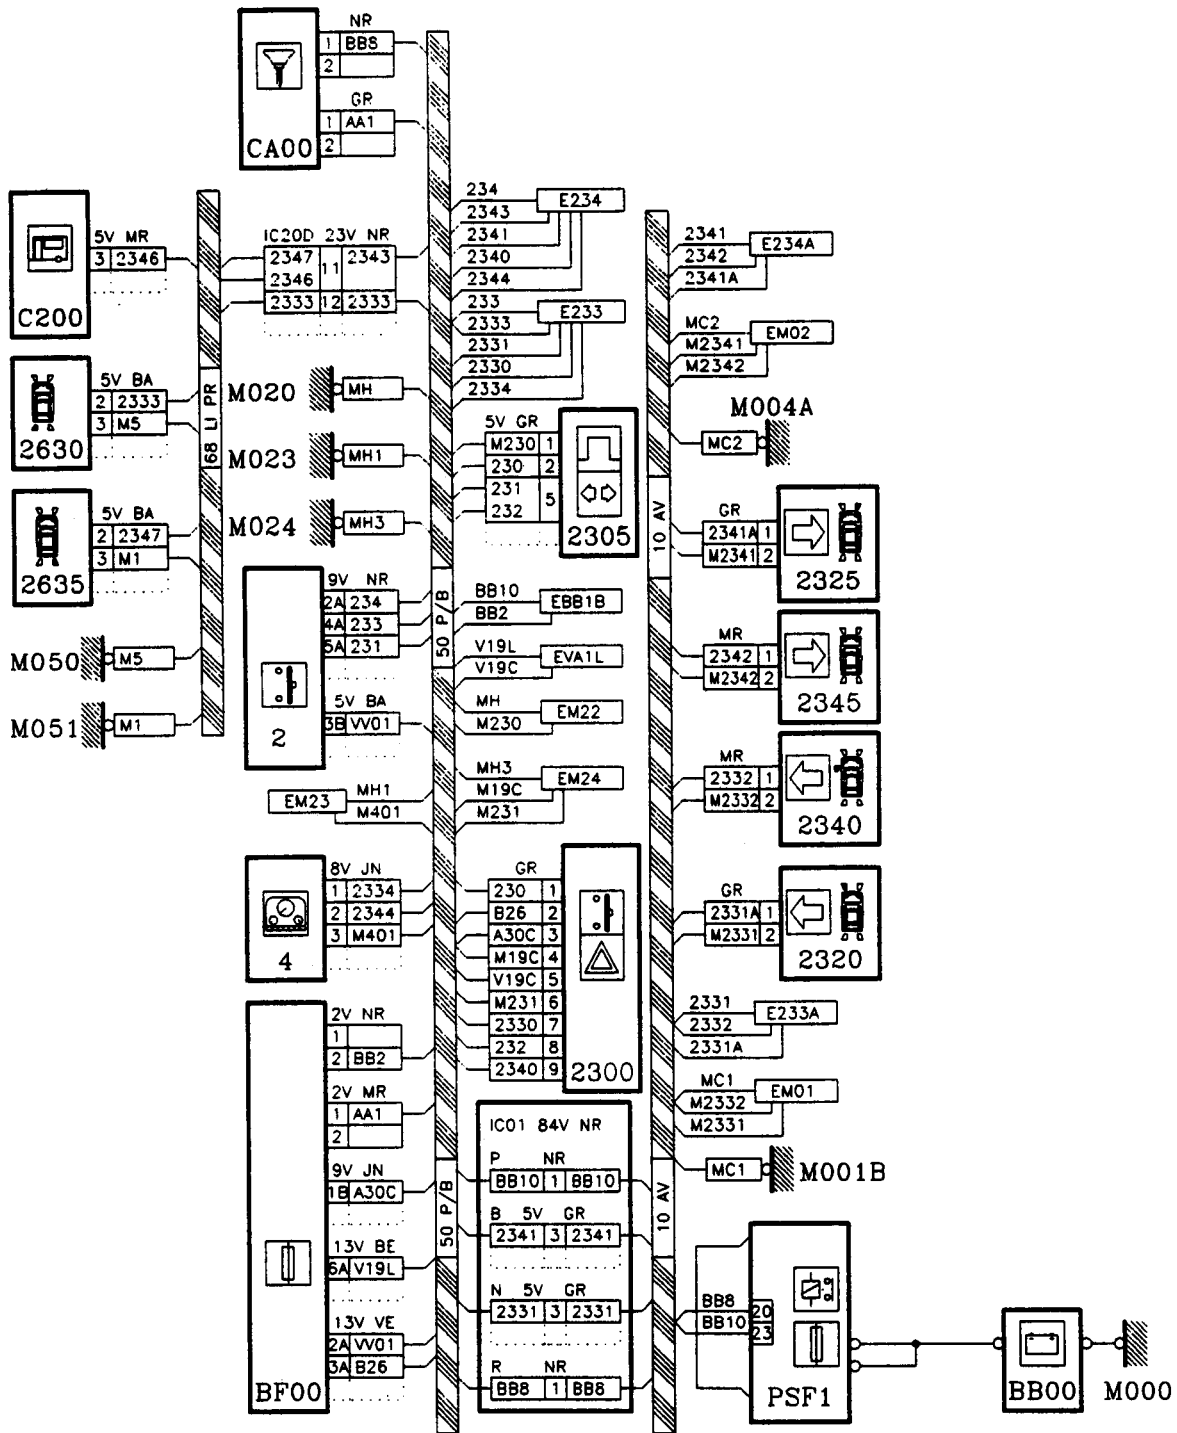 NR
1 BBS
2
GR
1 AA1
2
CA00
5V MR
3 2346
C200
IC20D 23V NR
2347 11 2343
2346
2333 12 2333
234
2343
2341
2340
2344
E234
233
2333
2331
2330
2334
E233
2341
2342
2341A
E234A
MC2
M2341
M2342
EM02
M004A
MC2
5V BA
2 2333
3 M5
2630
68 LI PR
M020 MH
M023 MH1
M024 MH3
5V GR
M230 1
230 2
231 5
232
2305
10 AV
GR
2341A 1
M2341 2
2325
5V BA
2 2347
3 M1
2635
M050 M5
M051 M1
9V NR
2A 234
4A 233
5A 231
5V BA
3B VV01
2
50 P/B
BB10
BB2
EBB1B
V19L
V19C
EVA1L
MH
M230
EM22
MH3
M19C
M231
EM24
EM23
MH1
M401
MR
2342 1
M2342 2
2345
MR
2332 1
M2332 2
2340
8V JN
1 2334
2 2344
3 M401
4
GR
230 1
B26 2
A30C 3
M19C 4
V19C 5
M231 6
2330 7
232 8
2340 9
2300
GR
2331A 1
M2331 2
2320
2331
2332
2331A
E233A
MC1
M2332
M2331
EM01
MC1 M001B
2V NR
1
2 BB2
2V MR
1 AA1
2
9V JN
1B A30C
13V BE
6A V19L
13V VE
2A VV01
3A B26
BF00
50 P/B
IC01 84V NR
P NR
BB10 1 BB10
B 5V GR
2341 3 2341
N 5V GR
2331 3 2331
R NR
BB8 1 BB8
10 AV
BB8 20
BB10 23
PSF1
BB00
M000